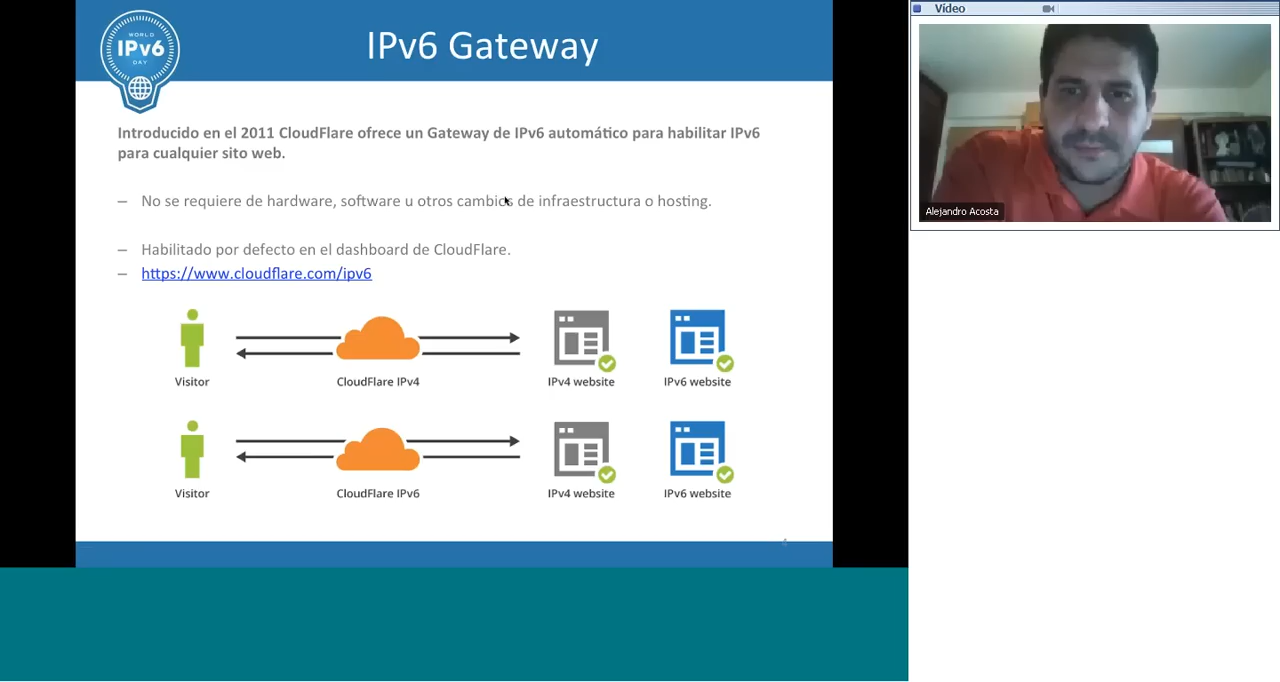 WORLD
IPv6
DAY
IPv6 Gateway
Introducido en el 2011 CloudFlare ofrece un Gateway de IPv6 automático para habilitar IPv6
para cualquier sito web.
– No se requiere de hardware, software u otros cambios de infraestructura o hosting.
– Habilitado por defecto en el dashboard de CloudFlare.
– https://www.cloudflare.com/ipv6
Visitor CloudFlare IPv4 IPv4 website IPv6 website
Visitor CloudFlare IPv6 IPv4 website IPv6 website
4
Vídeo
Alejandro Acosta